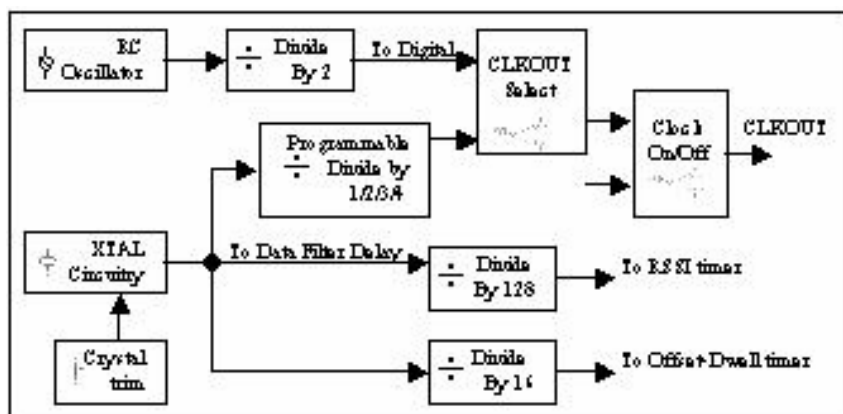 RC
Oscillator
÷ Divide
By 2
To Digital
CLKOUT
Select
Clock
On/Off
CLKOUT
Programmable
÷ Divide by
1/2/3/4
XTAL
Circuitry
To Data Filter Delay
÷ Divide
By 128
To RSSI timer
Crystal
trim
÷ Divide
By 16
To Offset Dwell timer